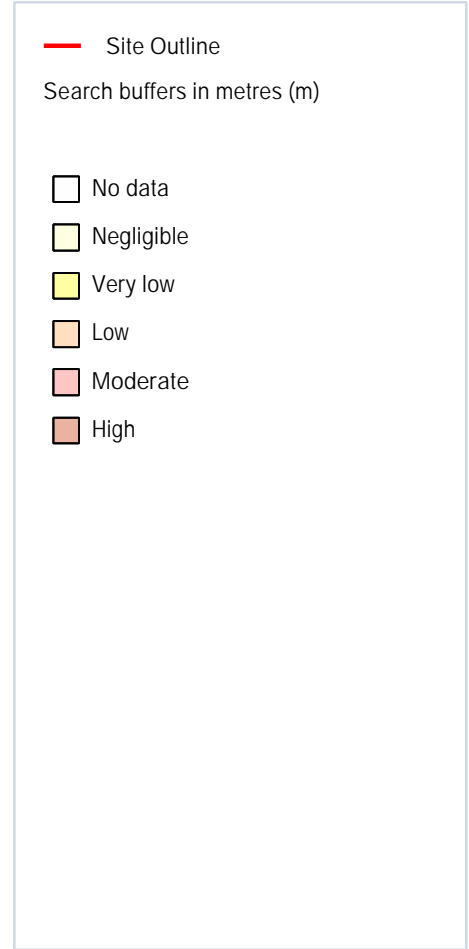 Site Outline
Search buffers in metres (m)
No data
Negligible
Very low
Low
Moderate
High